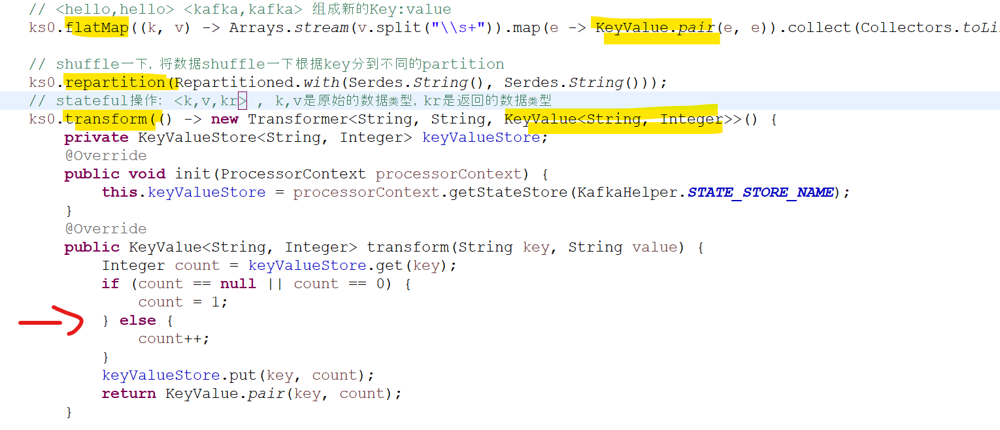 // <hello,hello> <kafka,kafka> 组成新的Key:value
ks0.flatMap((k, v) -> Arrays.stream(v.split("\\s+")).map(e -> KeyValue.pair(e, e)).collect(Collectors.toLi
// shuffle一下，将数据shuffle一下根据key分到不同的partition
ks0.repartition(Repartitioned.with(Serdes.String(), Serdes.String()));
// stateful操作: <k,v,kr> , k,v是原始的数据类型，kr是返回的数据类型
ks0.transform(() -> new Transformer<String, String, KeyValue<String, Integer>>() {
private KeyValueStore<String, Integer> keyValueStore;
@Override
public void init(ProcessorContext processorContext) {
this.keyValueStore = processorContext.getStateStore(KafkaHelper.STATE_STORE_NAME);
}
@Override
public KeyValue<String, Integer> transform(String key, String value) {
Integer count = keyValueStore.get(key);
if (count == null || count == 0) {
count = 1;
} else {
count++;
}
keyValueStore.put(key, count);
return KeyValue.pair(key, count);
}